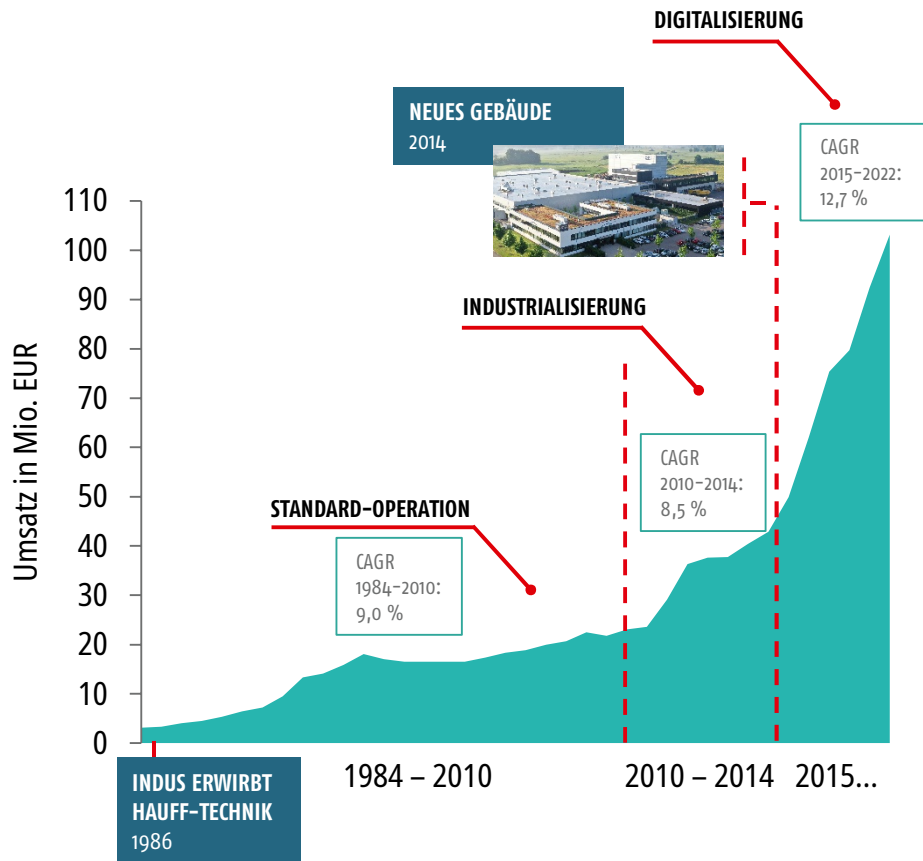 DIGITALISIERUNG
NEUES GEBÄUDE
2014
CAGR
2015–2022:
12,7 %
110
100
90
80
70
60
50
40
30
20
10
0
Umsatz in Mio. EUR
INDUSTRIALISIERUNG
CAGR
2010–2014:
8,5 %
STANDARD-OPERATION
CAGR
1984–2010:
9,0 %
1984 – 2010
2010 – 2014
2015...
INDUS ERWIRBT
HAUFF-TECHNIK
1986